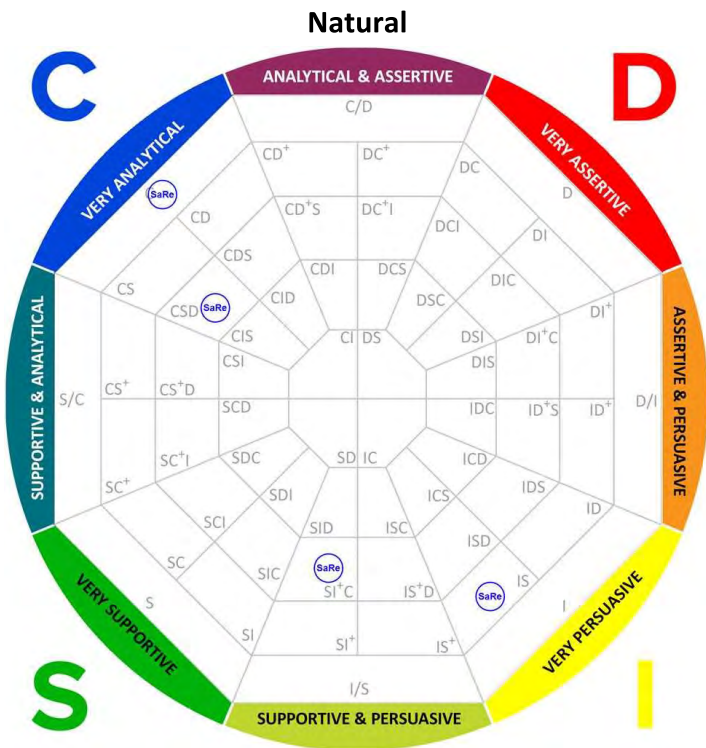 Natural
C
D
ANALYTICAL & ASSERTIVE
VERY ANALYTICAL
VERY ASSERTIVE
C/D
CD+
DC+
DC
D
SaRe
CD
CD+S
DC+I
DCI
DI
CDS
CDI
DCS
DIC
CS
CSD
SaRe
CID
DSC
DI+
CIS
CI
DS
DSI
DI+C
CSI
DIS
SUPPORTIVE & ANALYTICAL
S/C
CS+
CS+D
SCD
IDC
ID+S
ID+
D/I
ASSERTIVE & PERSUASIVE
SC+I
SDC
SD
IC
ICD
SC+
SDI
ICS
IDS
ID
SCI
SID
ISC
ISD
SC
SIC
SaRe
IS
S
SI+C
IS+D
SaRe
I
SI
SI+
IS+
I/S
VERY SUPPORTIVE
VERY PERSUASIVE
SUPPORTIVE & PERSUASIVE
S
I